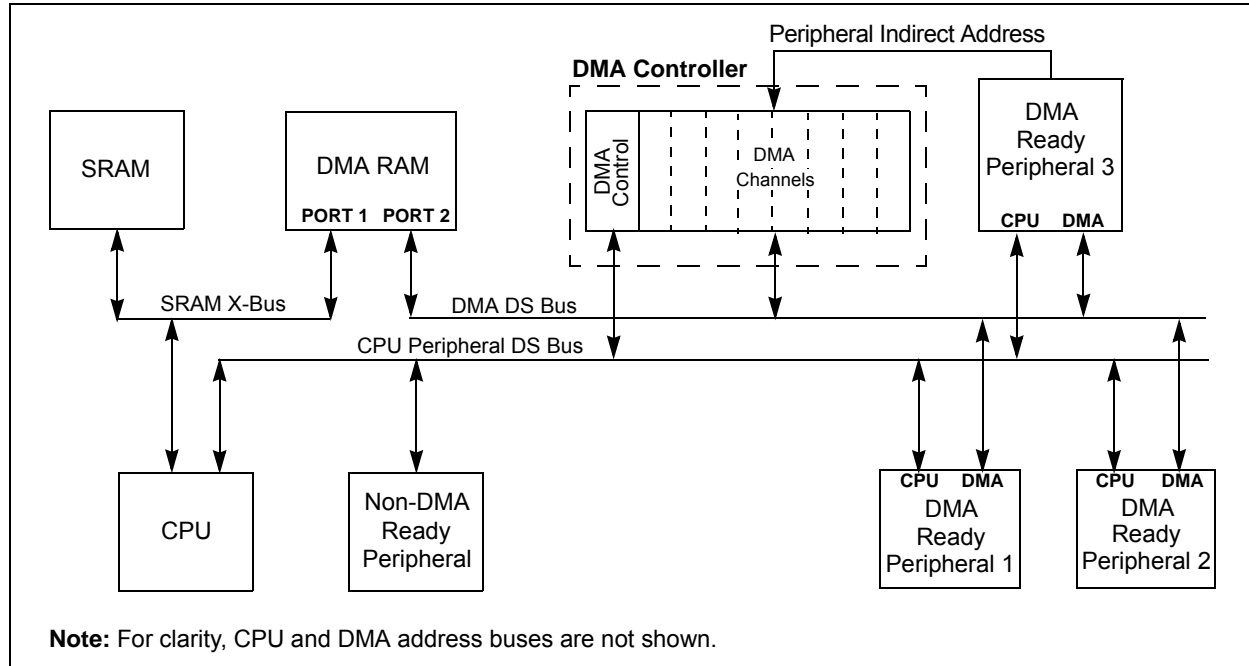 Peripheral Indirect Address
DMA Controller
SRAM
DMA RAM
PORT 1 PORT 2
DMA
Control
DMA
Channels
DMA
Ready
Peripheral 3
CPU DMA
SRAM X-Bus
DMA DS Bus
CPU Peripheral DS Bus
CPU
Non-DMA
Ready
Peripheral
CPU DMA
DMA
Ready
Peripheral 1
CPU DMA
DMA
Ready
Peripheral 2
Note: For clarity, CPU and DMA address buses are not shown.